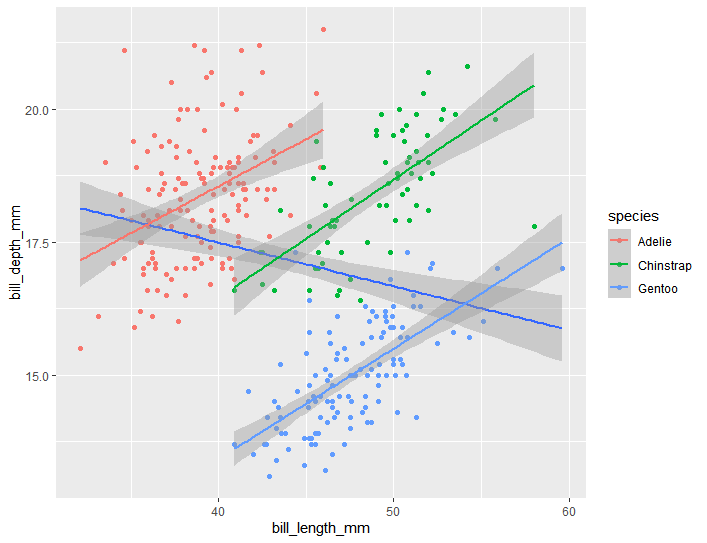 20.0
17.5
15.0
bill_depth_mm
40
50
60
bill_length_mm
species
Adelie
Chinstrap
Gentoo